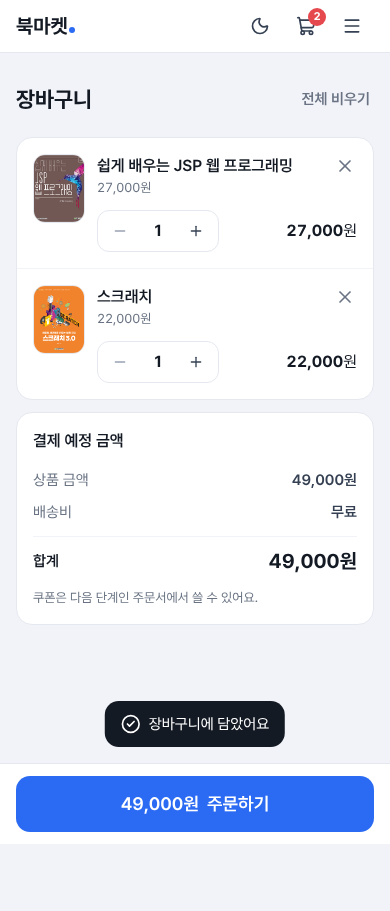 북마켓.
2
장바구니
전체 비우기
쉽게 배우는 JSP 웹 프로그래밍
27,000원
1
27,000원
스크래치
22,000원
1
22,000원
결제 예정 금액
상품 금액 49,000원
배송비 무료
합계 49,000원
쿠폰은 다음 단계인 주문서에서 쓸 수 있어요.
장바구니에 담았어요
49,000원 주문하기